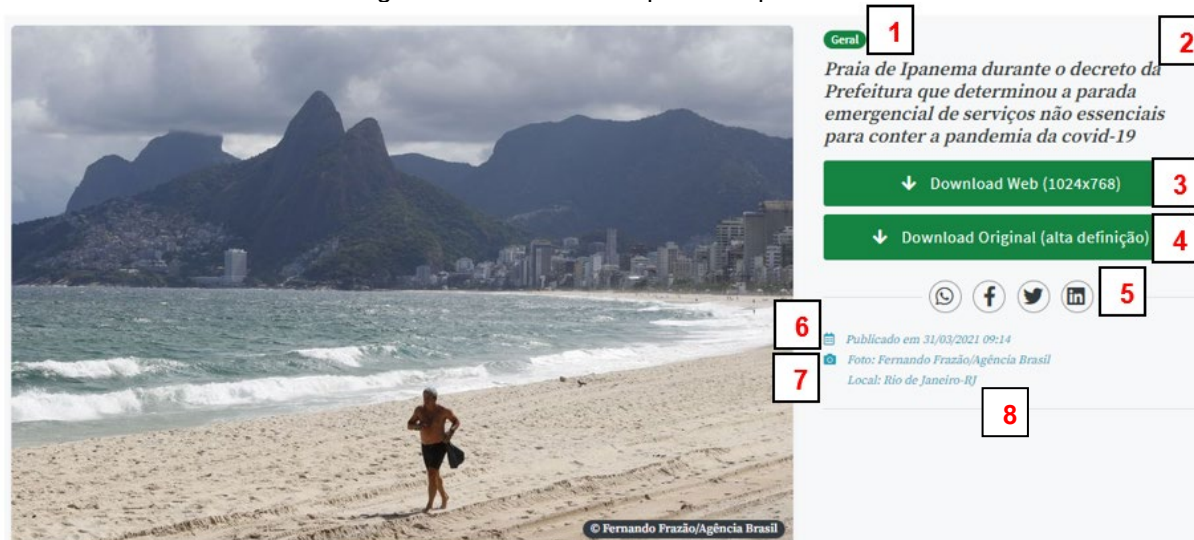 Geral
1
2
Praia de Ipanema durante o decreto da
Prefeitura que determinou a parada
emergencial de serviços não essenciais
para conter a pandemia da covid-19
Download Web (1024x768)
3
Download Original (alta definição)
4
5
6
Publicado em 31/03/2021 09:14
7
Foto: Fernando Frazão/Agência Brasil
Local: Rio de Janeiro-RJ
8
© Fernando Frazão/Agência Brasil